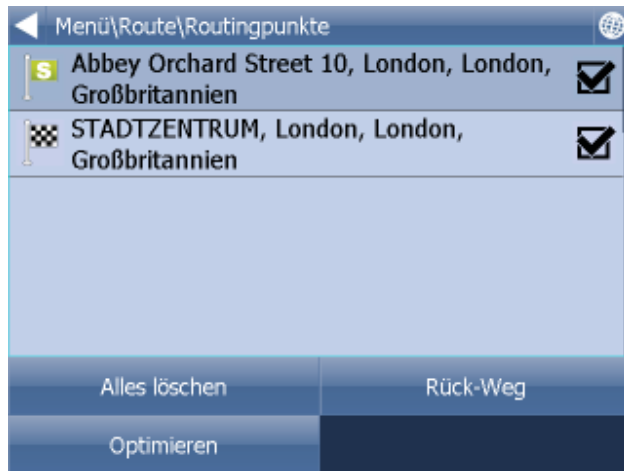 Menü\Route\Routingpunkte
S
Abbey Orchard Street 10, London, London,
Großbritannien
STADTZENTRUM, London, London,
Großbritannien
Alles löschen
Rück-Weg
Optimieren